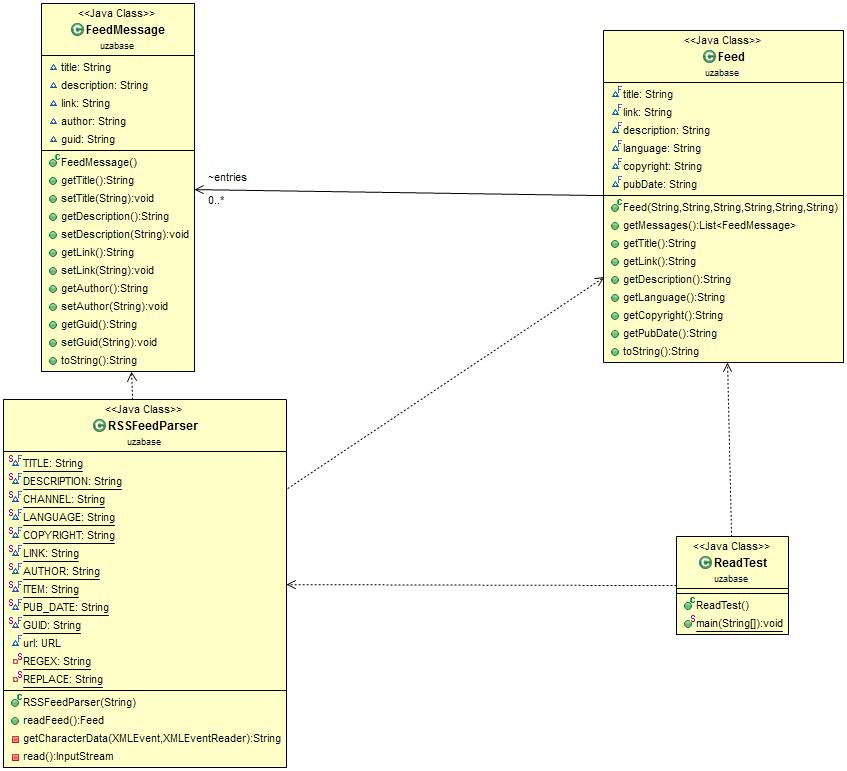 <<Java Class>>
FeedMessage
uzabase
title: String
description: String
link: String
author: String
guid: String
FeedMessage()
getTitle():String
setTitle(String):void
getDescription():String
setDescription(String):void
getLink():String
setLink(String):void
getAuthor():String
setAuthor(String):void
getGuid():String
setGuid(String):void
toString():String
~entries
0..*
<<Java Class>>
Feed
uzabase
title: String
link: String
description: String
language: String
copyright: String
pubDate: String
Feed(String,String,String,String,String,String)
getMessages():List<FeedMessage>
getTitle():String
getLink():String
getDescription():String
getLanguage():String
getCopyright():String
getPubDate():String
toString():String
<<Java Class>>
RSSFeedParser
uzabase
TITLE: String
DESCRIPTION: String
CHANNEL: String
LANGUAGE: String
COPYRIGHT: String
LINK: String
AUTHOR: String
ITEM: String
PUB_DATE: String
GUID: String
url: URL
REGEX: String
REPLACE: String
RSSFeedParser(String)
readFeed():Feed
getCharacterData(XMLEvent,XMLEventReader):String
read():InputStream
<<Java Class>>
ReadTest
uzabase
ReadTest()
main(String[]):void